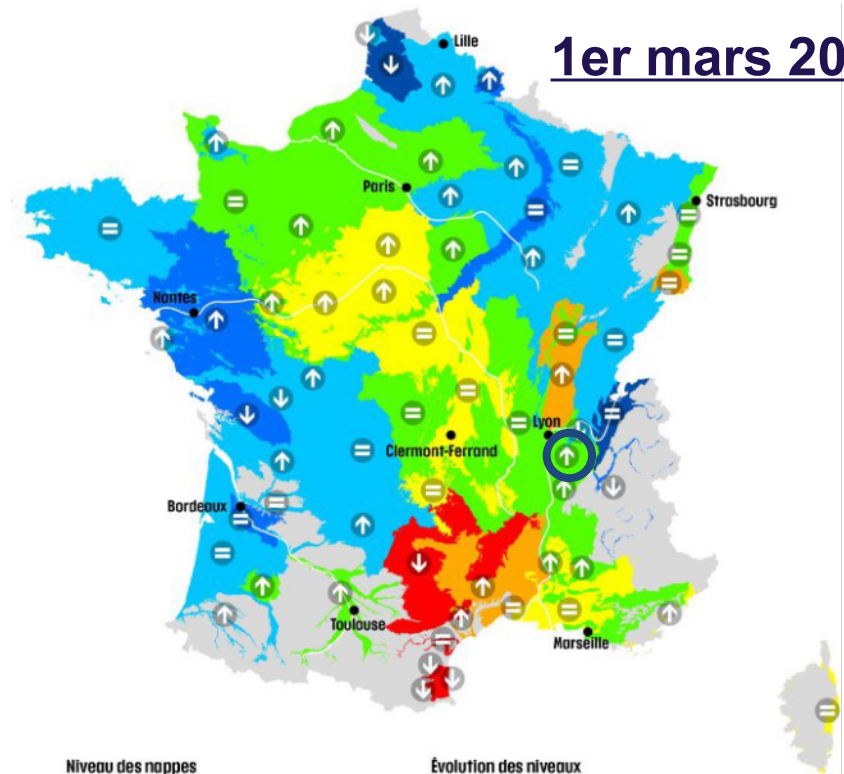 1er mars 20
Lille
Paris
Strasbourg
Nantes
Lyon
Clermont-Ferrand
Bordeaux
Toulouse
Marseille
Niveau des nappes
Évolution des niveaux